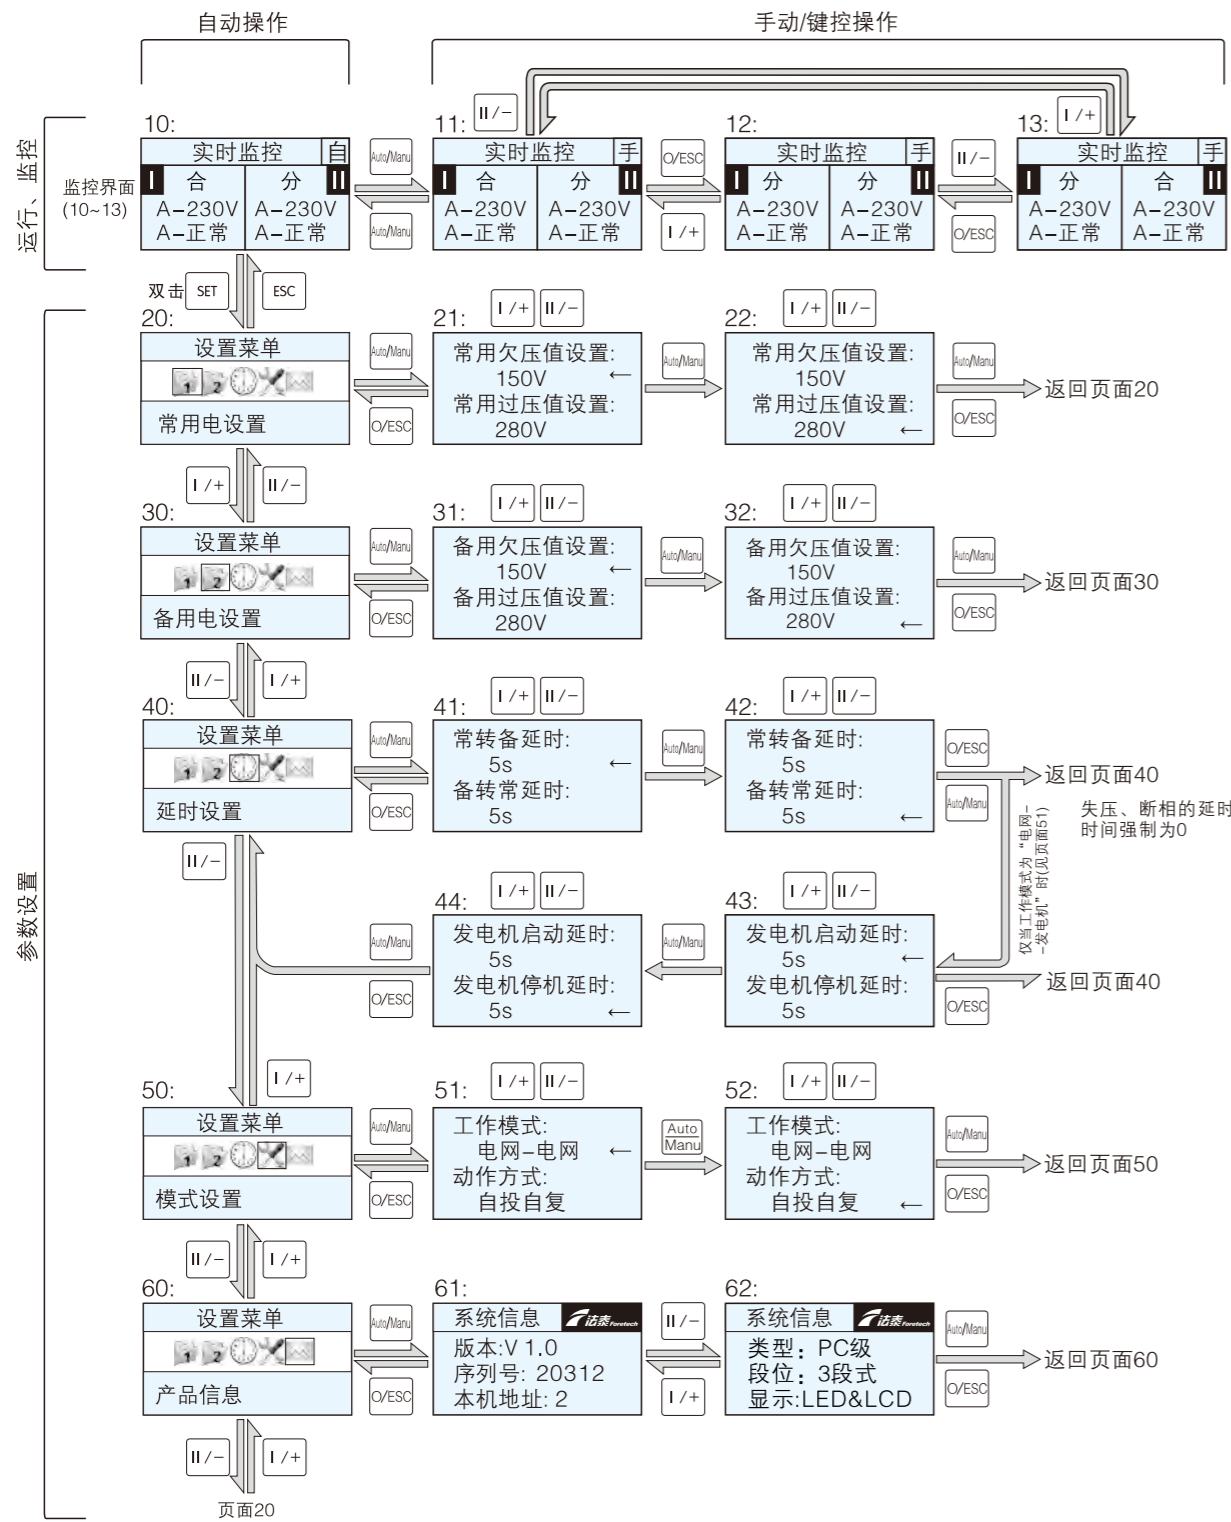 自动操作
手动/键控操作
运行、监控
监控界面
(10~13)
10:
实时监控 自
I 合 分 II
A-230V A-230V
A-正常 A-正常
Auto/Manu
Auto/Manu
11:
II/-
实时监控 手
I 合 分 II
A-230V A-230V
A-正常 A-正常
O/ESC
I/+
12:
实时监控 手
I 分 分 II
A-230V A-230V
A-正常 A-正常
II/-
O/ESC
13:
I/+
实时监控 手
I 分 合 II
A-230V A-230V
A-正常 A-正常
双击 SET ESC
参数设置
20:
设置菜单
1 2
常用电设置
Auto/Manu
O/ESC
21:
I/+ II/-
常用欠压值设置:
150V ←
常用过压值设置:
280V
Auto/Manu
22:
I/+ II/-
常用欠压值设置:
150V
常用过压值设置:
280V ←
Auto/Manu
O/ESC
返回页面20
I/+ II/-
30:
设置菜单
1 2
备用电设置
Auto/Manu
O/ESC
31:
I/+ II/-
备用欠压值设置:
150V ←
备用过压值设置:
280V
Auto/Manu
32:
I/+ II/-
备用欠压值设置:
150V
备用过压值设置:
280V ←
Auto/Manu
O/ESC
返回页面30
II/- I/+
40:
设置菜单
1 2
延时设置
Auto/Manu
O/ESC
41:
I/+ II/-
常转备延时:
5s ←
备转常延时:
5s
Auto/Manu
42:
I/+ II/-
常转备延时:
5s
备转常延时:
5s ←
O/ESC
Auto/Manu
返回页面40
失压、断相的延时
时间强制为0
仅当工作模式为“电网-
-发电机”时(见页面51)
II/-
44:
I/+ II/-
发电机启动延时:
5s
发电机停机延时:
5s ←
Auto/Manu
O/ESC
Auto/Manu
43:
I/+ II/-
发电机启动延时:
5s ←
发电机停机延时:
5s
O/ESC
返回页面40
I/+
50:
设置菜单
1 2
模式设置
Auto/Manu
O/ESC
51:
I/+ II/-
工作模式:
电网-电网 ←
动作方式:
自投自复
Auto
Manu
52:
I/+ II/-
工作模式:
电网-电网
动作方式:
自投自复 ←
Auto/Manu
O/ESC
返回页面50
II/- I/+
60:
设置菜单
1 2
产品信息
Auto/Manu
O/ESC
61:
系统信息 法泰 Foretech
版本:V 1.0
序列号: 20312
本机地址: 2
II/-
I/+
62:
系统信息 法泰 Foretech
类型：PC级
段位：3段式
显示:LED&LCD
Auto/Manu
O/ESC
返回页面60
II/- I/+
页面20